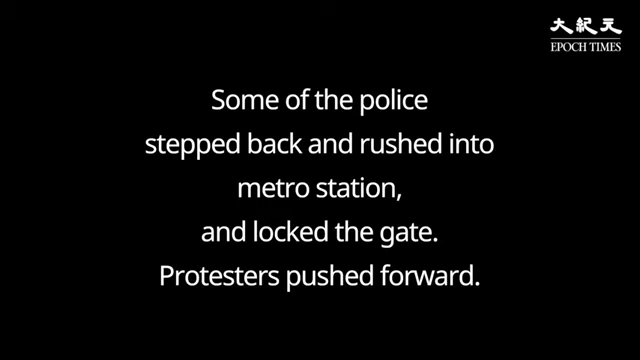 大紀元
EPOCH TIMES
Some of the police
stepped back and rushed into
metro station,
and locked the gate.
Protesters pushed forward.